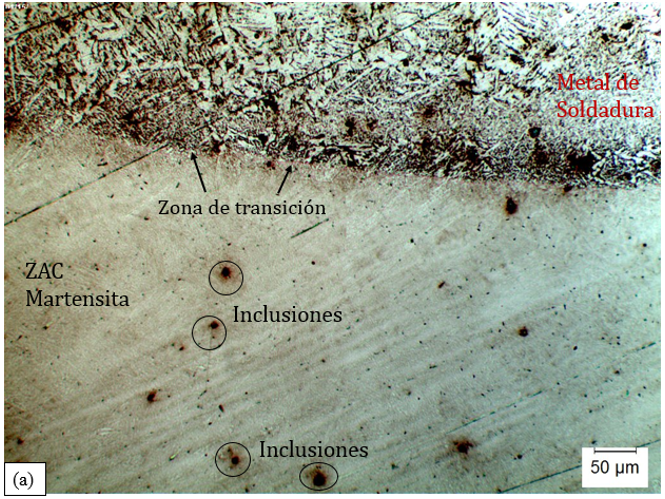 Metal de
Soldadura
Zona de transición
ZAC
Martensita
Inclusiones
Inclusiones
(a)
50 µm